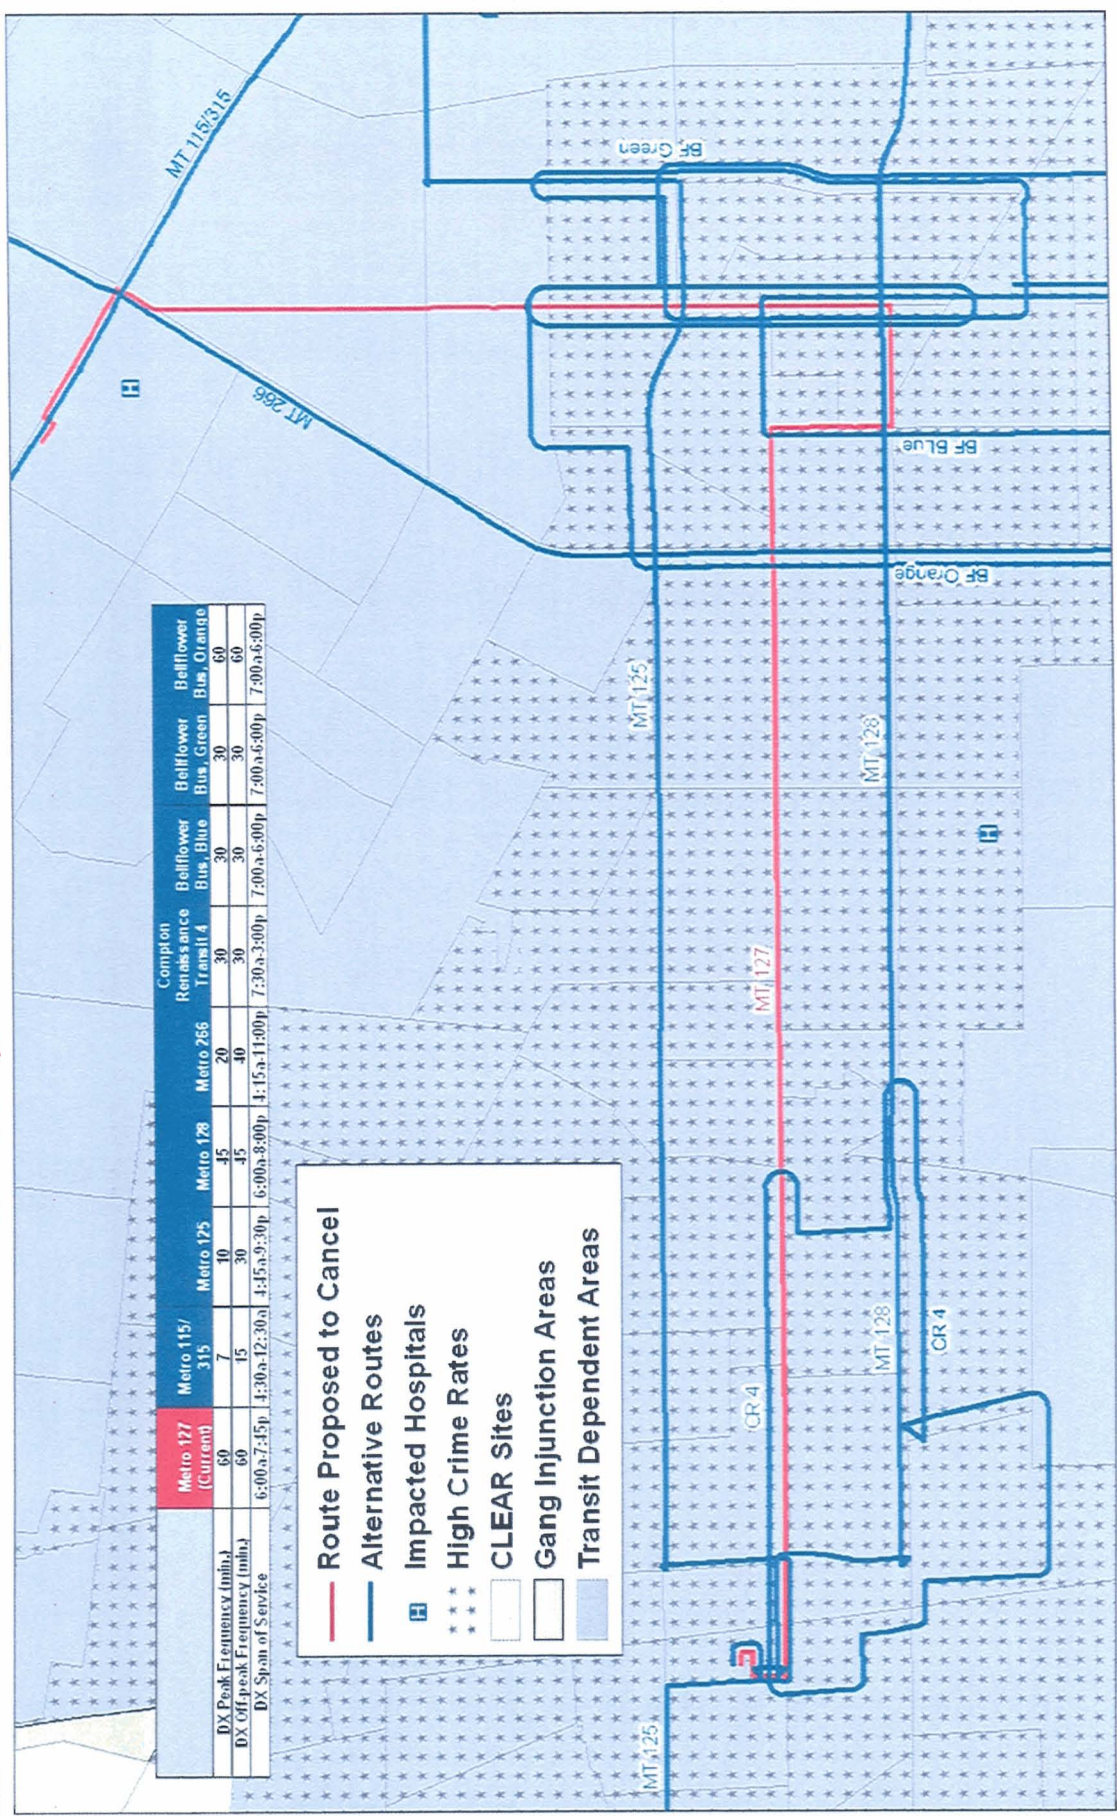 Metro 127 (Current)
Metro 115/ 315
Metro 125
Metro 128
Metro 266
Compton Renaissance Transit 4
Bellflower Bus, Blue
Bellflower Bus, Green
Bellflower Bus, Orange
DX Peak Frequency (min.) 60 7 10 45 20 30 30 30 60
DX Off-peak Frequency (min.) 60 15 30 45 40 30 30 30 60
DX Span of Service 6:00a-7:45p 4:30a-12:30a 4:45a-9:30p 6:00a-8:00p 4:15a-11:00p 7:30a-3:00p 7:00a-6:00p 7:00a-6:00p 7:00a-6:00p
Route Proposed to Cancel
Alternative Routes
H Impacted Hospitals
High Crime Rates
CLEAR Sites
Gang Injunction Areas
Transit Dependent Areas
MT 115/315
H
MT 266
BF Green
BF BLue
BF Orange
MT 125
MT 128
MT 127
H
CR 4
MT 128
CR 4
MT 125